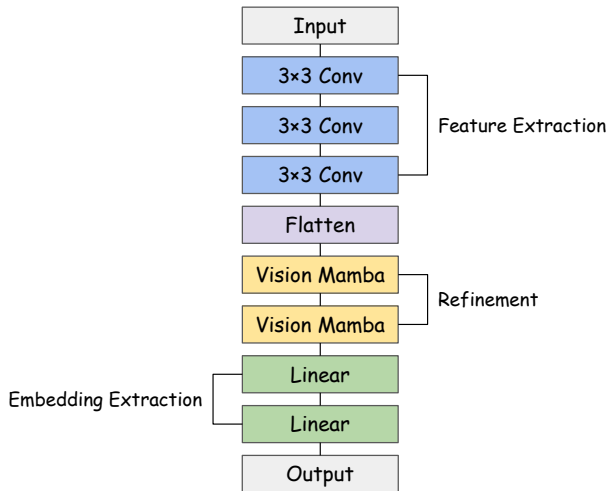 Input
3×3 Conv
3×3 Conv
Feature Extraction
3×3 Conv
Flatten
Vision Mamba
Refinement
Vision Mamba
Linear
Embedding Extraction
Linear
Output